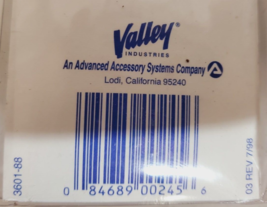 Valley®
INDUSTRIES
An Advanced Accessory Systems Company
Lodi, California 95240
3601-88
0 84689 00245 6
03 REV 7/98